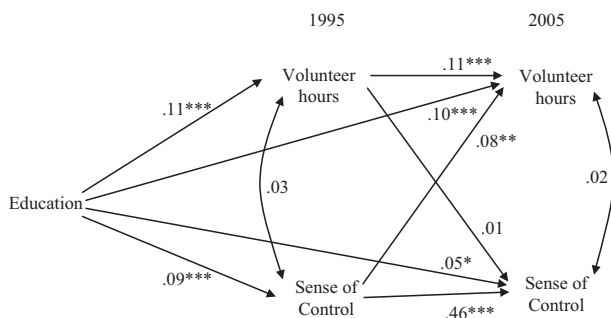 1995
2005
Volunteer
hours
.11***
Volunteer
hours
.11***
.10***
.08**
.03
.02
Education
.01
.05*
.09***
Sense of
Control
.46***
Sense of
Control